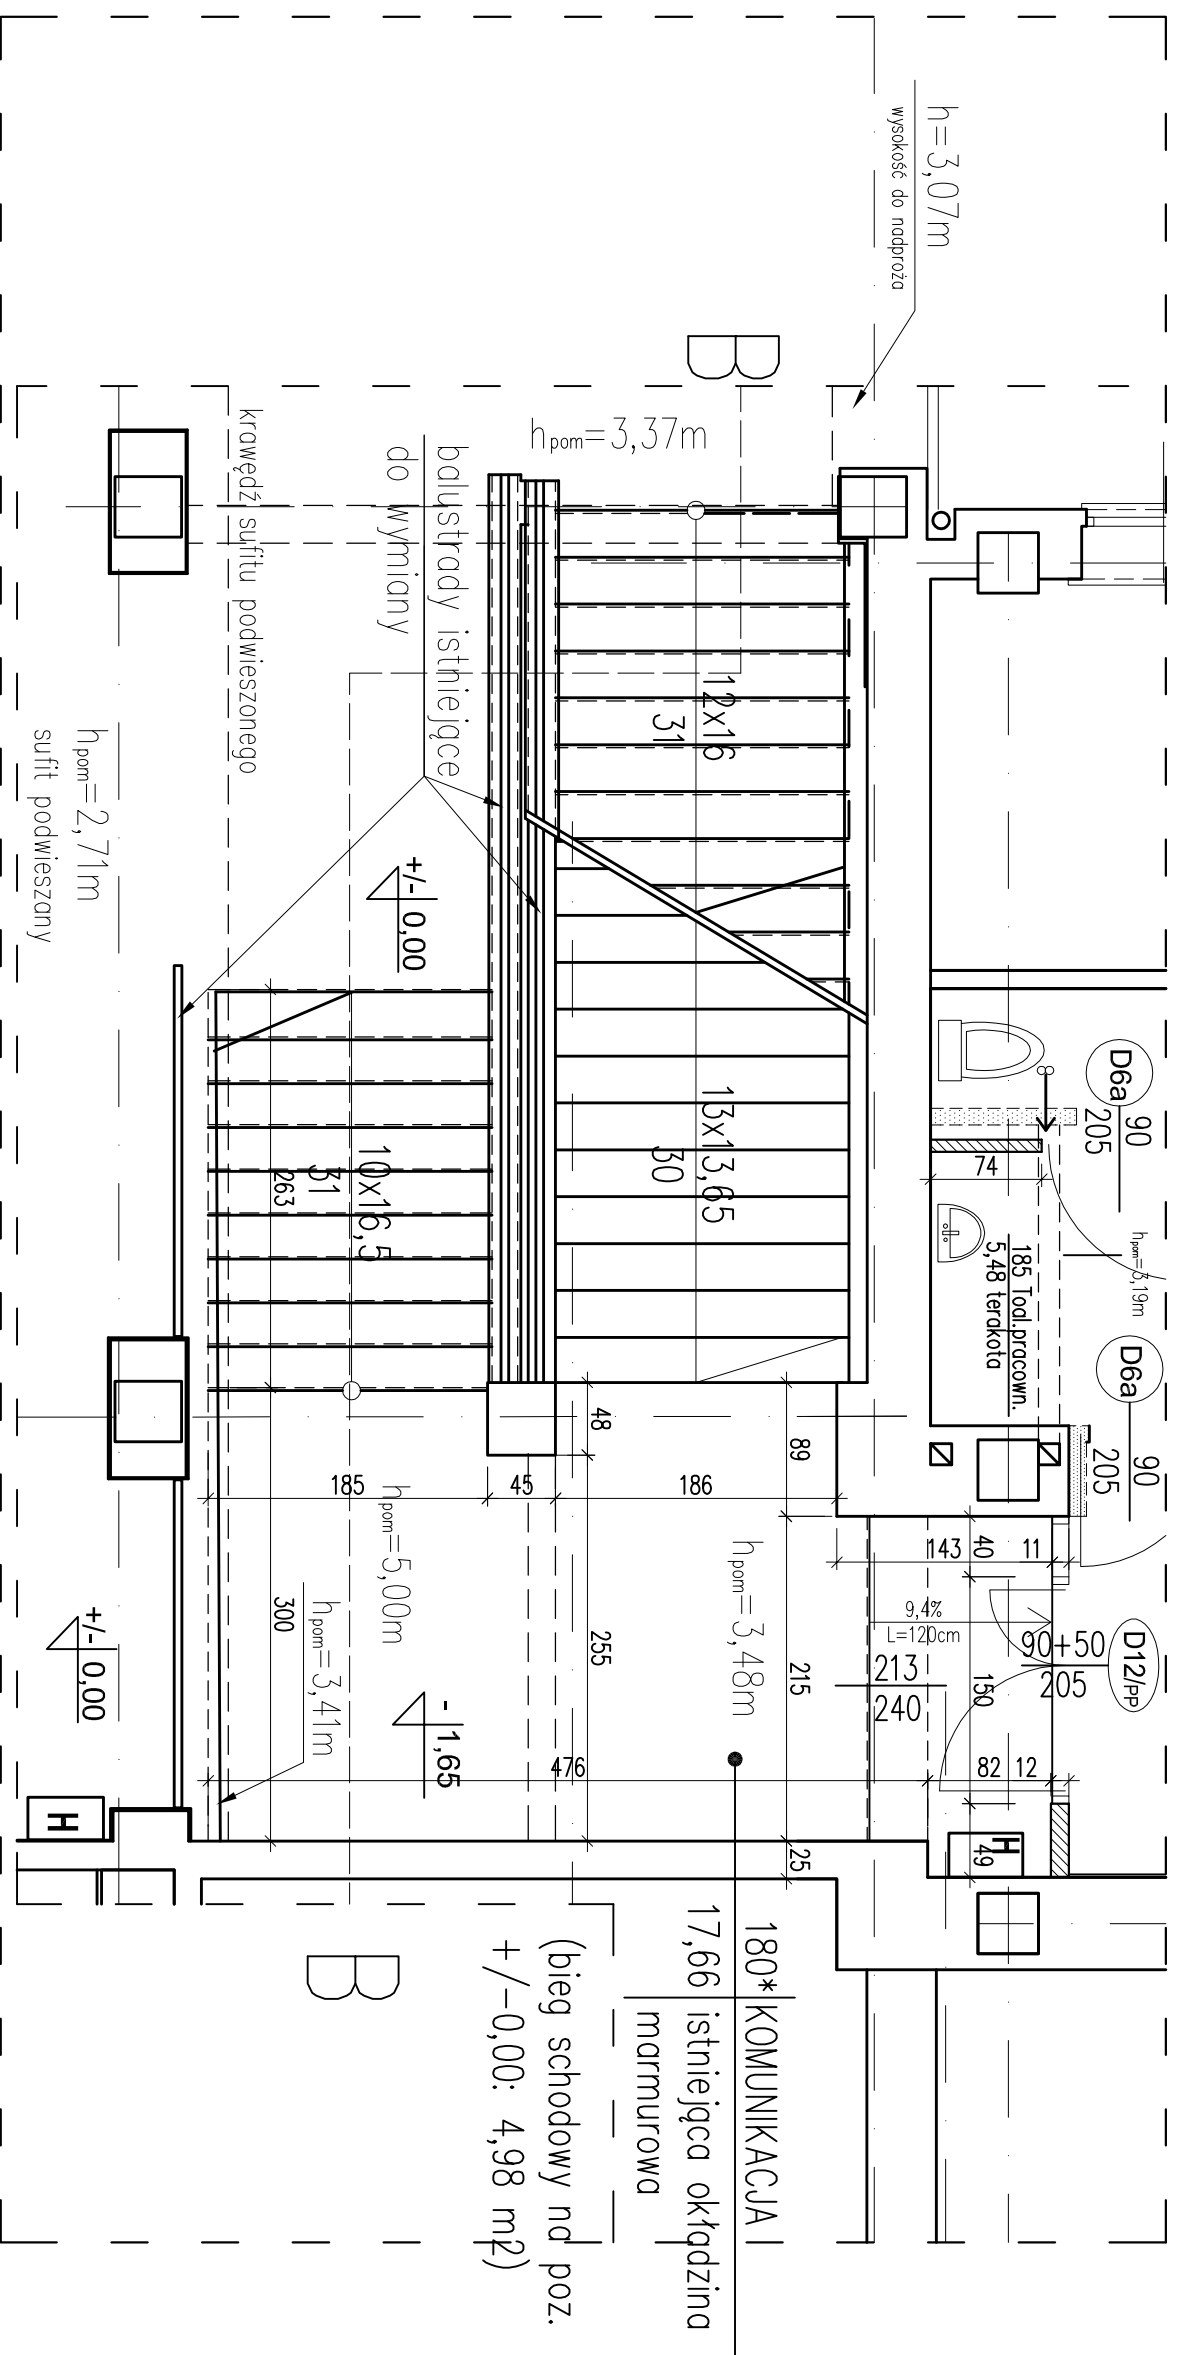 h=3,07m
wysokość do nadproża
hpom=3,37m
krawędź sufitu podwieszonego
balustrady istniejące
do wymiany
hpom=2,71m
sufit podwieszany
12x16
31
+/- 0,00
13x13,65
30
10x16,5
31
263
D6a
90
205
74
hpom=3,19m
185 Toal.pracown.
5,48 terakota
D6a
90
205
48
89
185
45
186
hpom=5,00m
hpom=3,48m
hpom=3,41m
300
255
215
143
40
11
9,4%
L=120cm
213
240
D12/PP
90+50
205
150
- 1,65
+/- 0,00
476
82
12
H
H
49
25
180* KOMUNIKACJA
17,66 istniejąca okładzina
marmurowa
(bieg schodowy na poz.
+/-0,00: 4,98 m2)